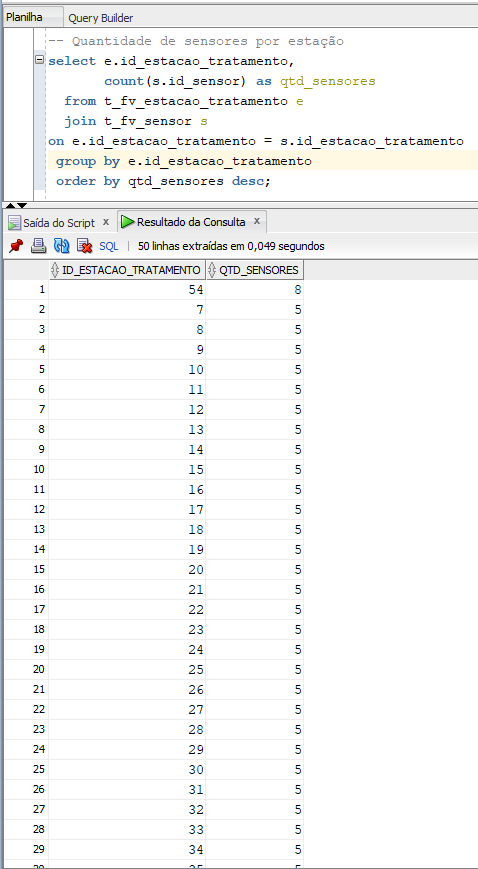 Planilha Query Builder
-- Quantidade de sensores por estação
select e.id_estacao_tratamento,
count(s.id_sensor) as qtd_sensores
from t_fv_estacao_tratamento e
join t_fv_sensor s
on e.id_estacao_tratamento = s.id_estacao_tratamento
group by e.id_estacao_tratamento
order by qtd_sensores desc;
Saída do Script x Resultado da Consulta x
SQL | 50 linhas extraídas em 0,049 segundos
ID_ESTACAO_TRATAMENTO QTD_SENSORES
1 54 8
2 7 5
3 8 5
4 9 5
5 10 5
6 11 5
7 12 5
8 13 5
9 14 5
10 15 5
11 16 5
12 17 5
13 18 5
14 19 5
15 20 5
16 21 5
17 22 5
18 23 5
19 24 5
20 25 5
21 26 5
22 27 5
23 28 5
24 29 5
25 30 5
26 31 5
27 32 5
28 33 5
29 34 5
30 35 5